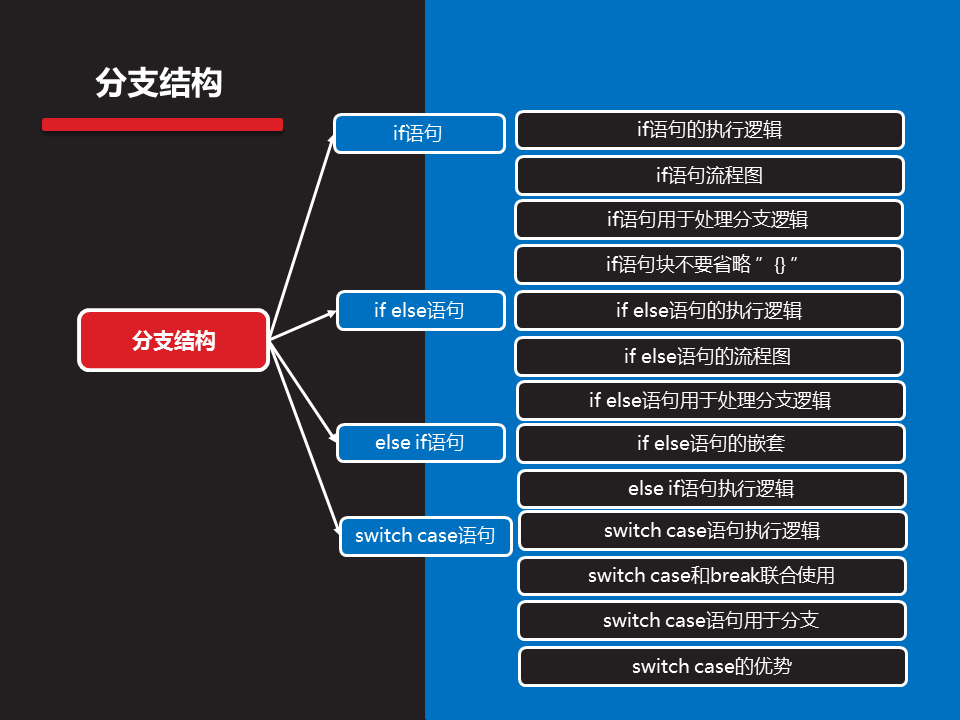 分支结构
分支结构
if语句
if语句的执行逻辑
if语句流程图
if语句用于处理分支逻辑
if语句块不要省略 ” {} “
if else语句
if else语句的执行逻辑
if else语句的流程图
if else语句用于处理分支逻辑
else if语句
if else语句的嵌套
else if语句执行逻辑
switch case语句
switch case语句执行逻辑
switch case和break联合使用
switch case语句用于分支
switch case的优势